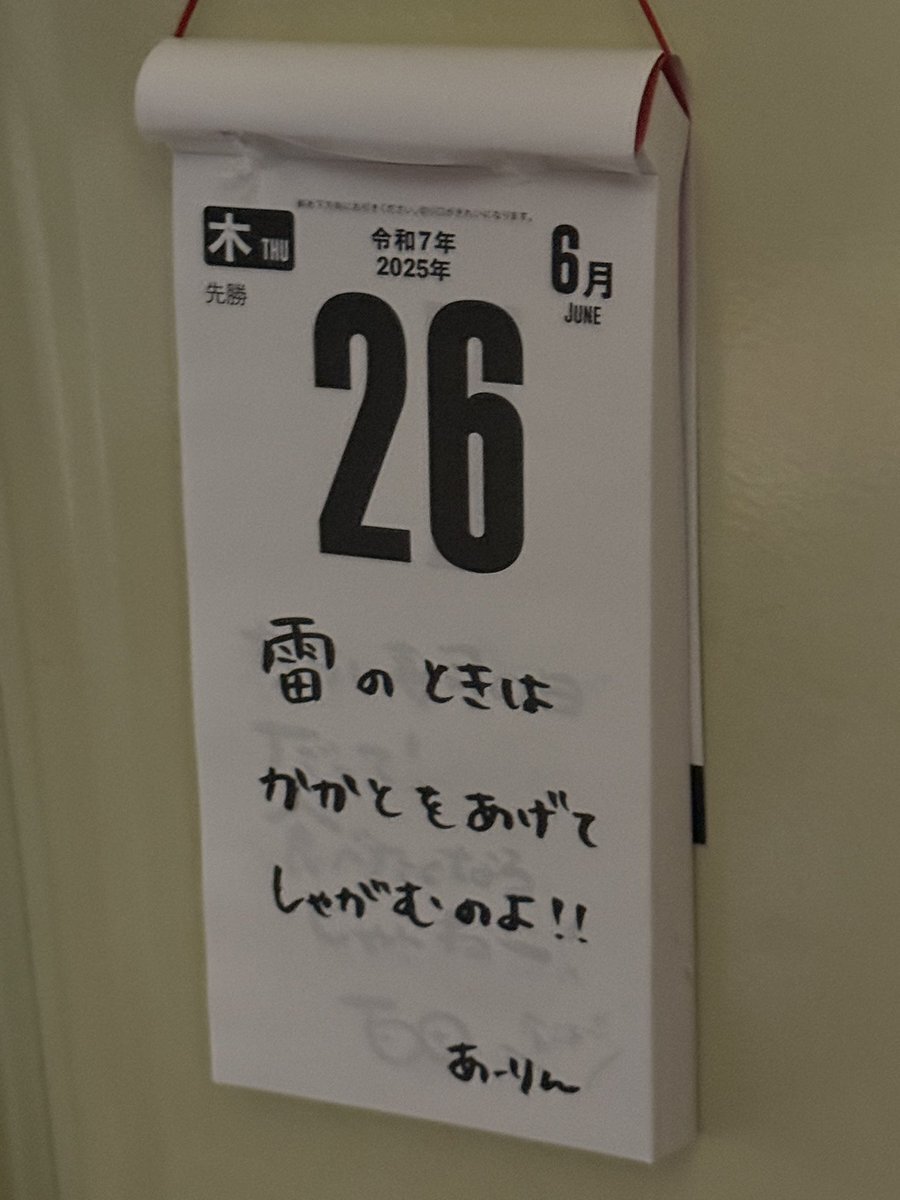 木 THU
先勝
令和7年
2025年
6月
JUNE
26
雷のときは
かかとをあげて
しゃがむのよ!!
あーりん